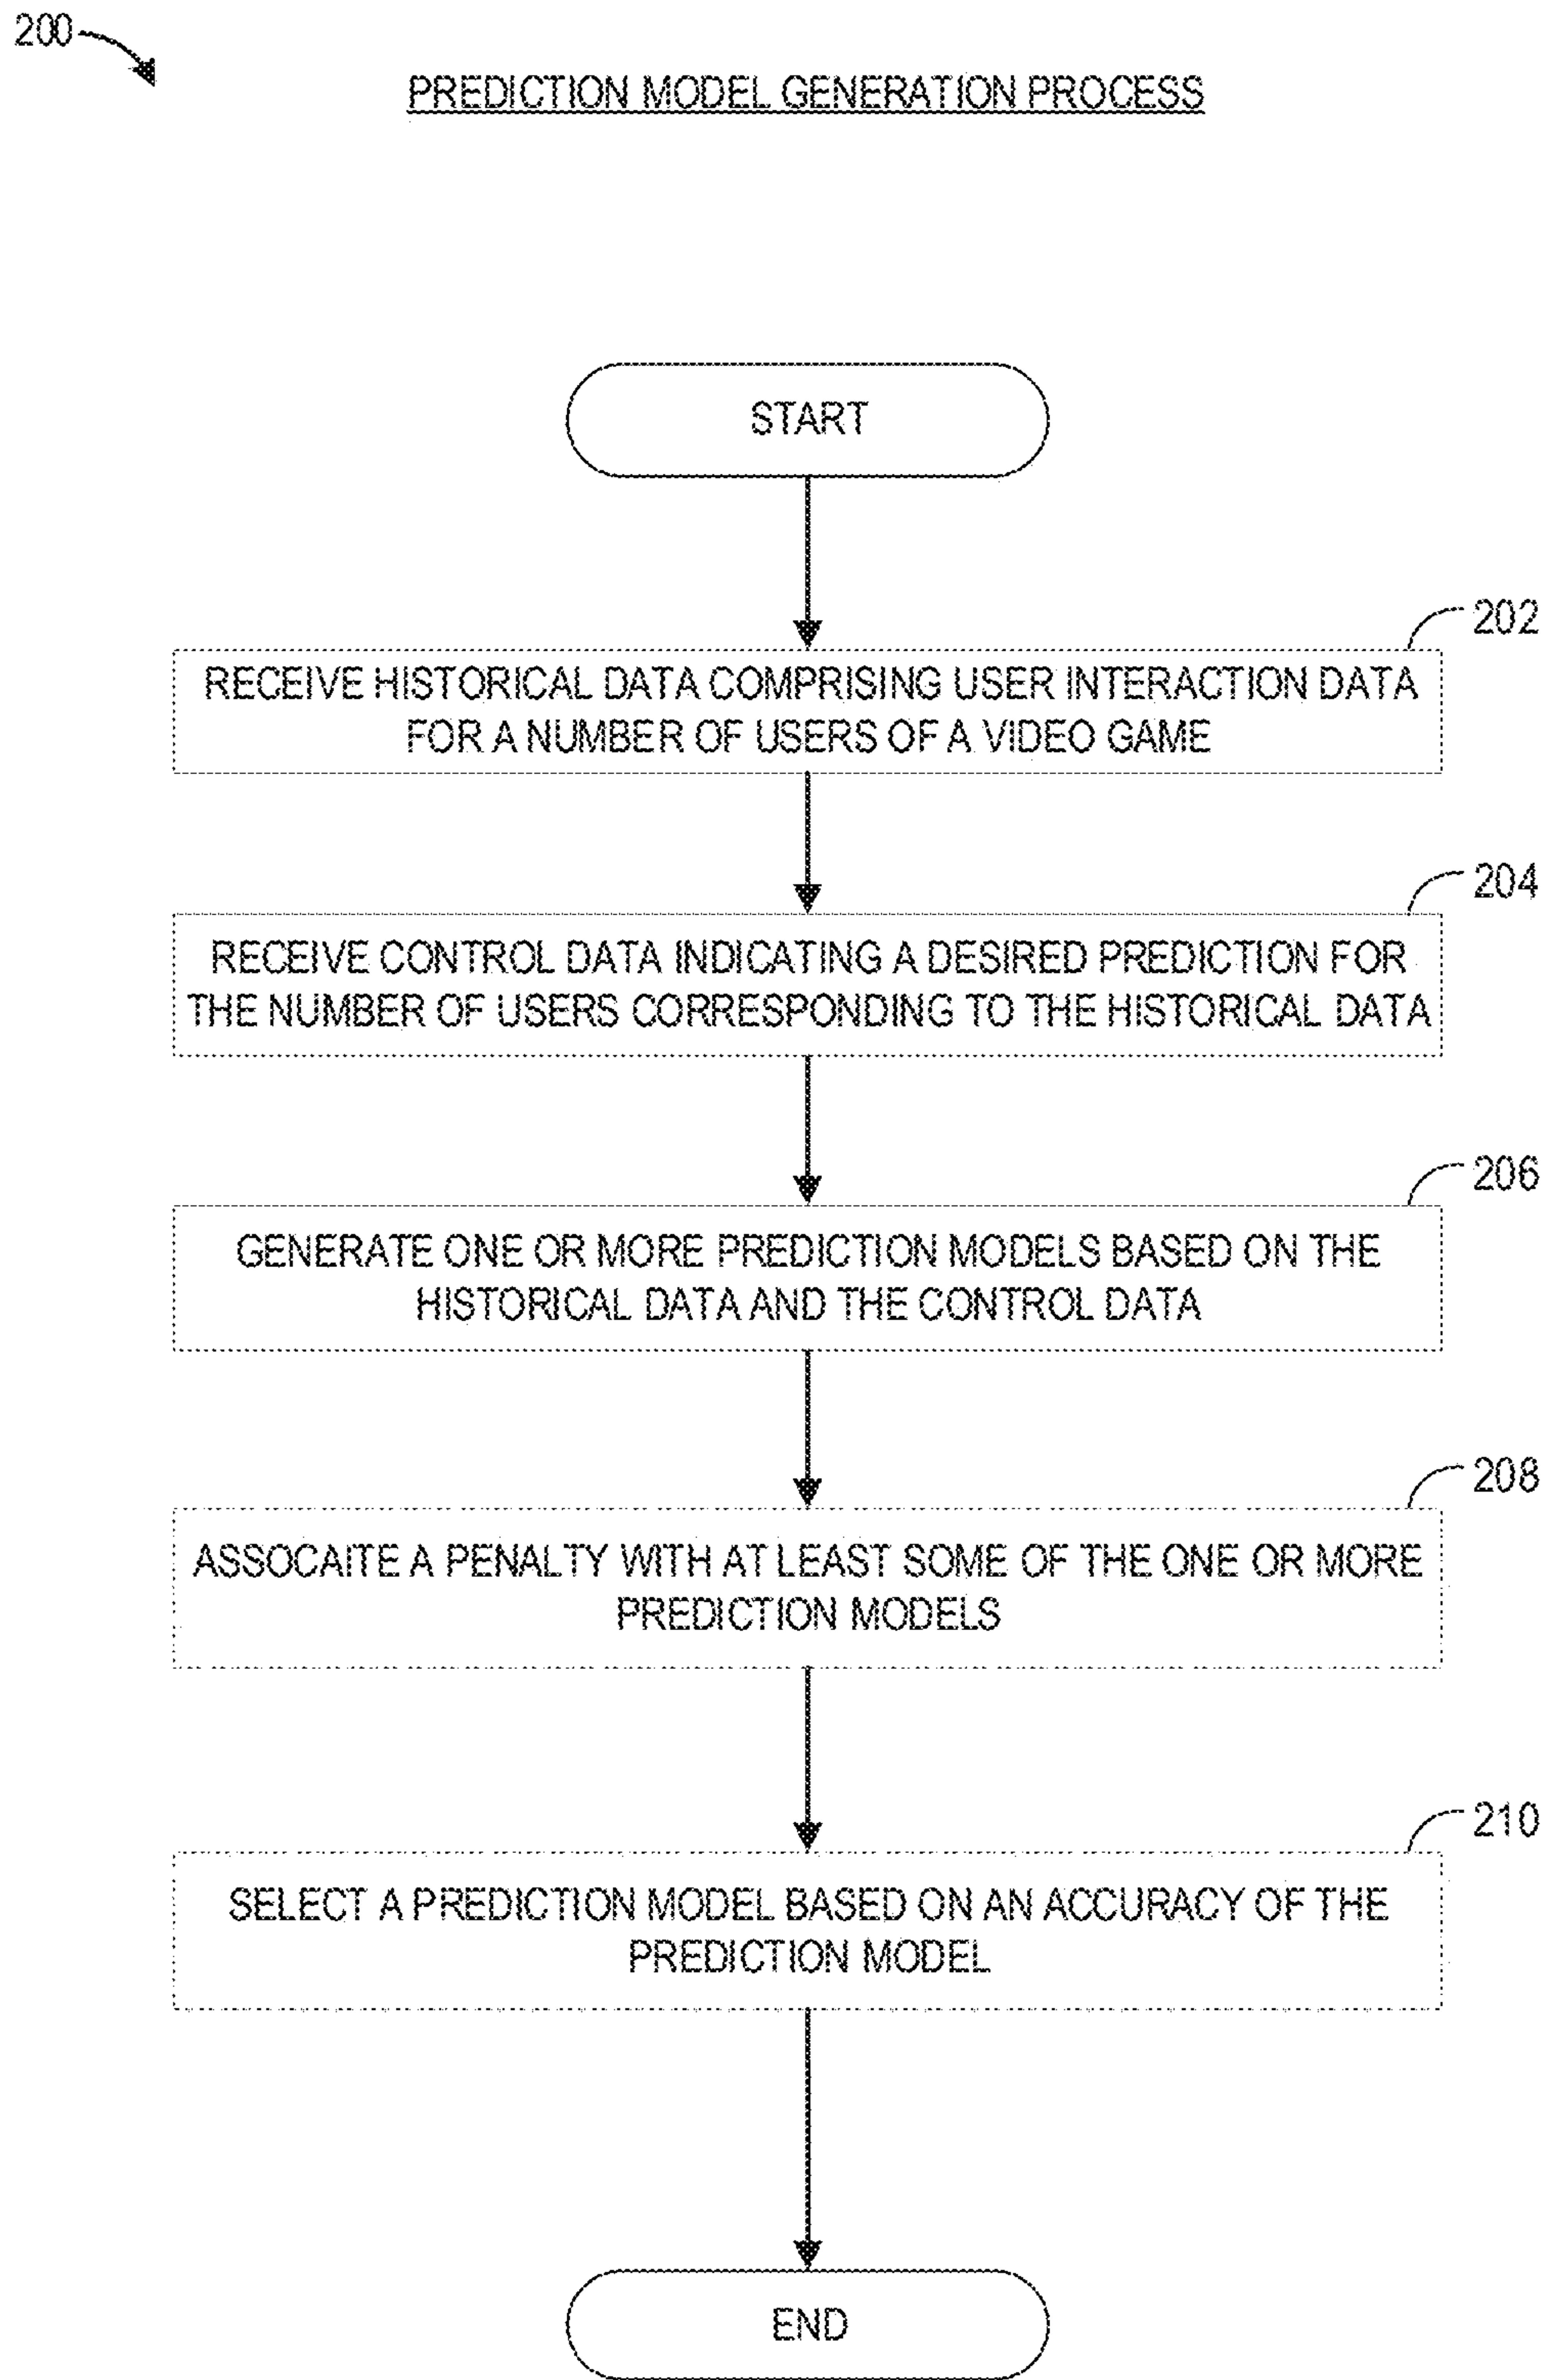 200
PREDICTION MODEL GENERATION PROCESS
START
202
RECEIVE HISTORICAL DATA COMPRISING USER INTERACTION DATA
FOR A NUMBER OF USERS OF A VIDEO GAME
204
RECEIVE CONTROL DATA INDICATING A DESIRED PREDICTION FOR
THE NUMBER OF USERS CORRESPONDING TO THE HISTORICAL DATA
206
GENERATE ONE OR MORE PREDICTION MODELS BASED ON THE
HISTORICAL DATA AND THE CONTROL DATA
208
ASSOCAITE A PENALTY WITH AT LEAST SOME OF THE ONE OR MORE
PREDICTION MODELS
210
SELECT A PREDICTION MODEL BASED ON AN ACCURACY OF THE
PREDICTION MODEL
END